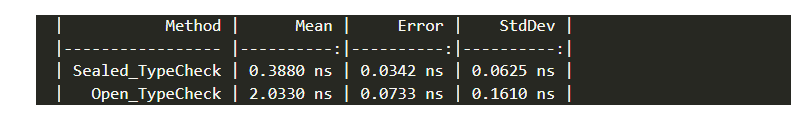 | Method | Mean | Error | StdDev |
|----------------- |----------:|----------:|----------:|
| Sealed_TypeCheck | 0.3880 ns | 0.0342 ns | 0.0625 ns |
| Open_TypeCheck | 2.0330 ns | 0.0733 ns | 0.1610 ns |